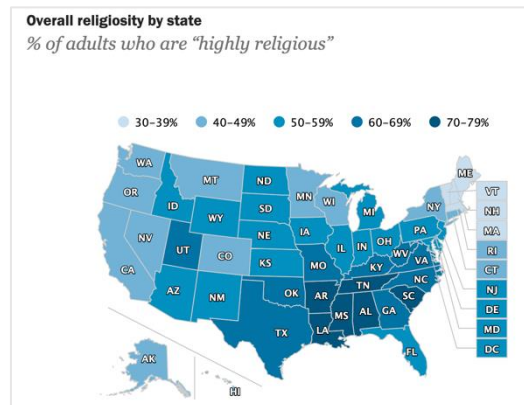 Overall religiosity by state
% of adults who are “highly religious”
30–39% 40–49% 50–59% 60–69% 70–79%
WA
ME
MT
ND
VT
OR
MN
ID
SD
WI
NY
NH
WY
MI
MA
IA
PA
RI
NV
NE
OH
CT
UT
IL
IN
CO
WV
NJ
CA
KS
MO
VA
KY
DE
NC
TN
MD
AZ
OK
NM
AR
SC
DC
MS
AL
GA
TX
LA
AK
FL
HI